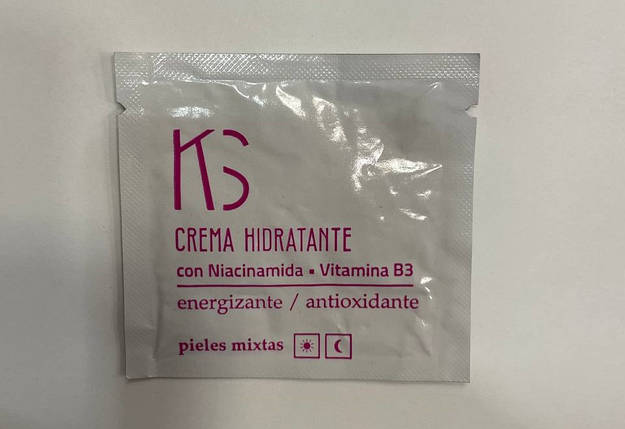 KS
CREMA HIDRATANTE
con Niacinamida ▪ Vitamina B3
energizante / antioxidante
pieles mixtas